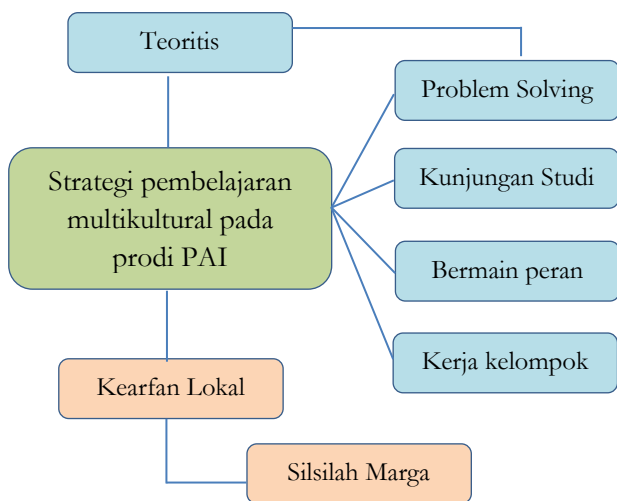 Teoritis
Problem Solving
Strategi pembelajaran
multikultural pada
prodi PAI
Kunjungan Studi
Bermain peran
Kerja kelompok
Kearfan Lokal
Silsilah Marga